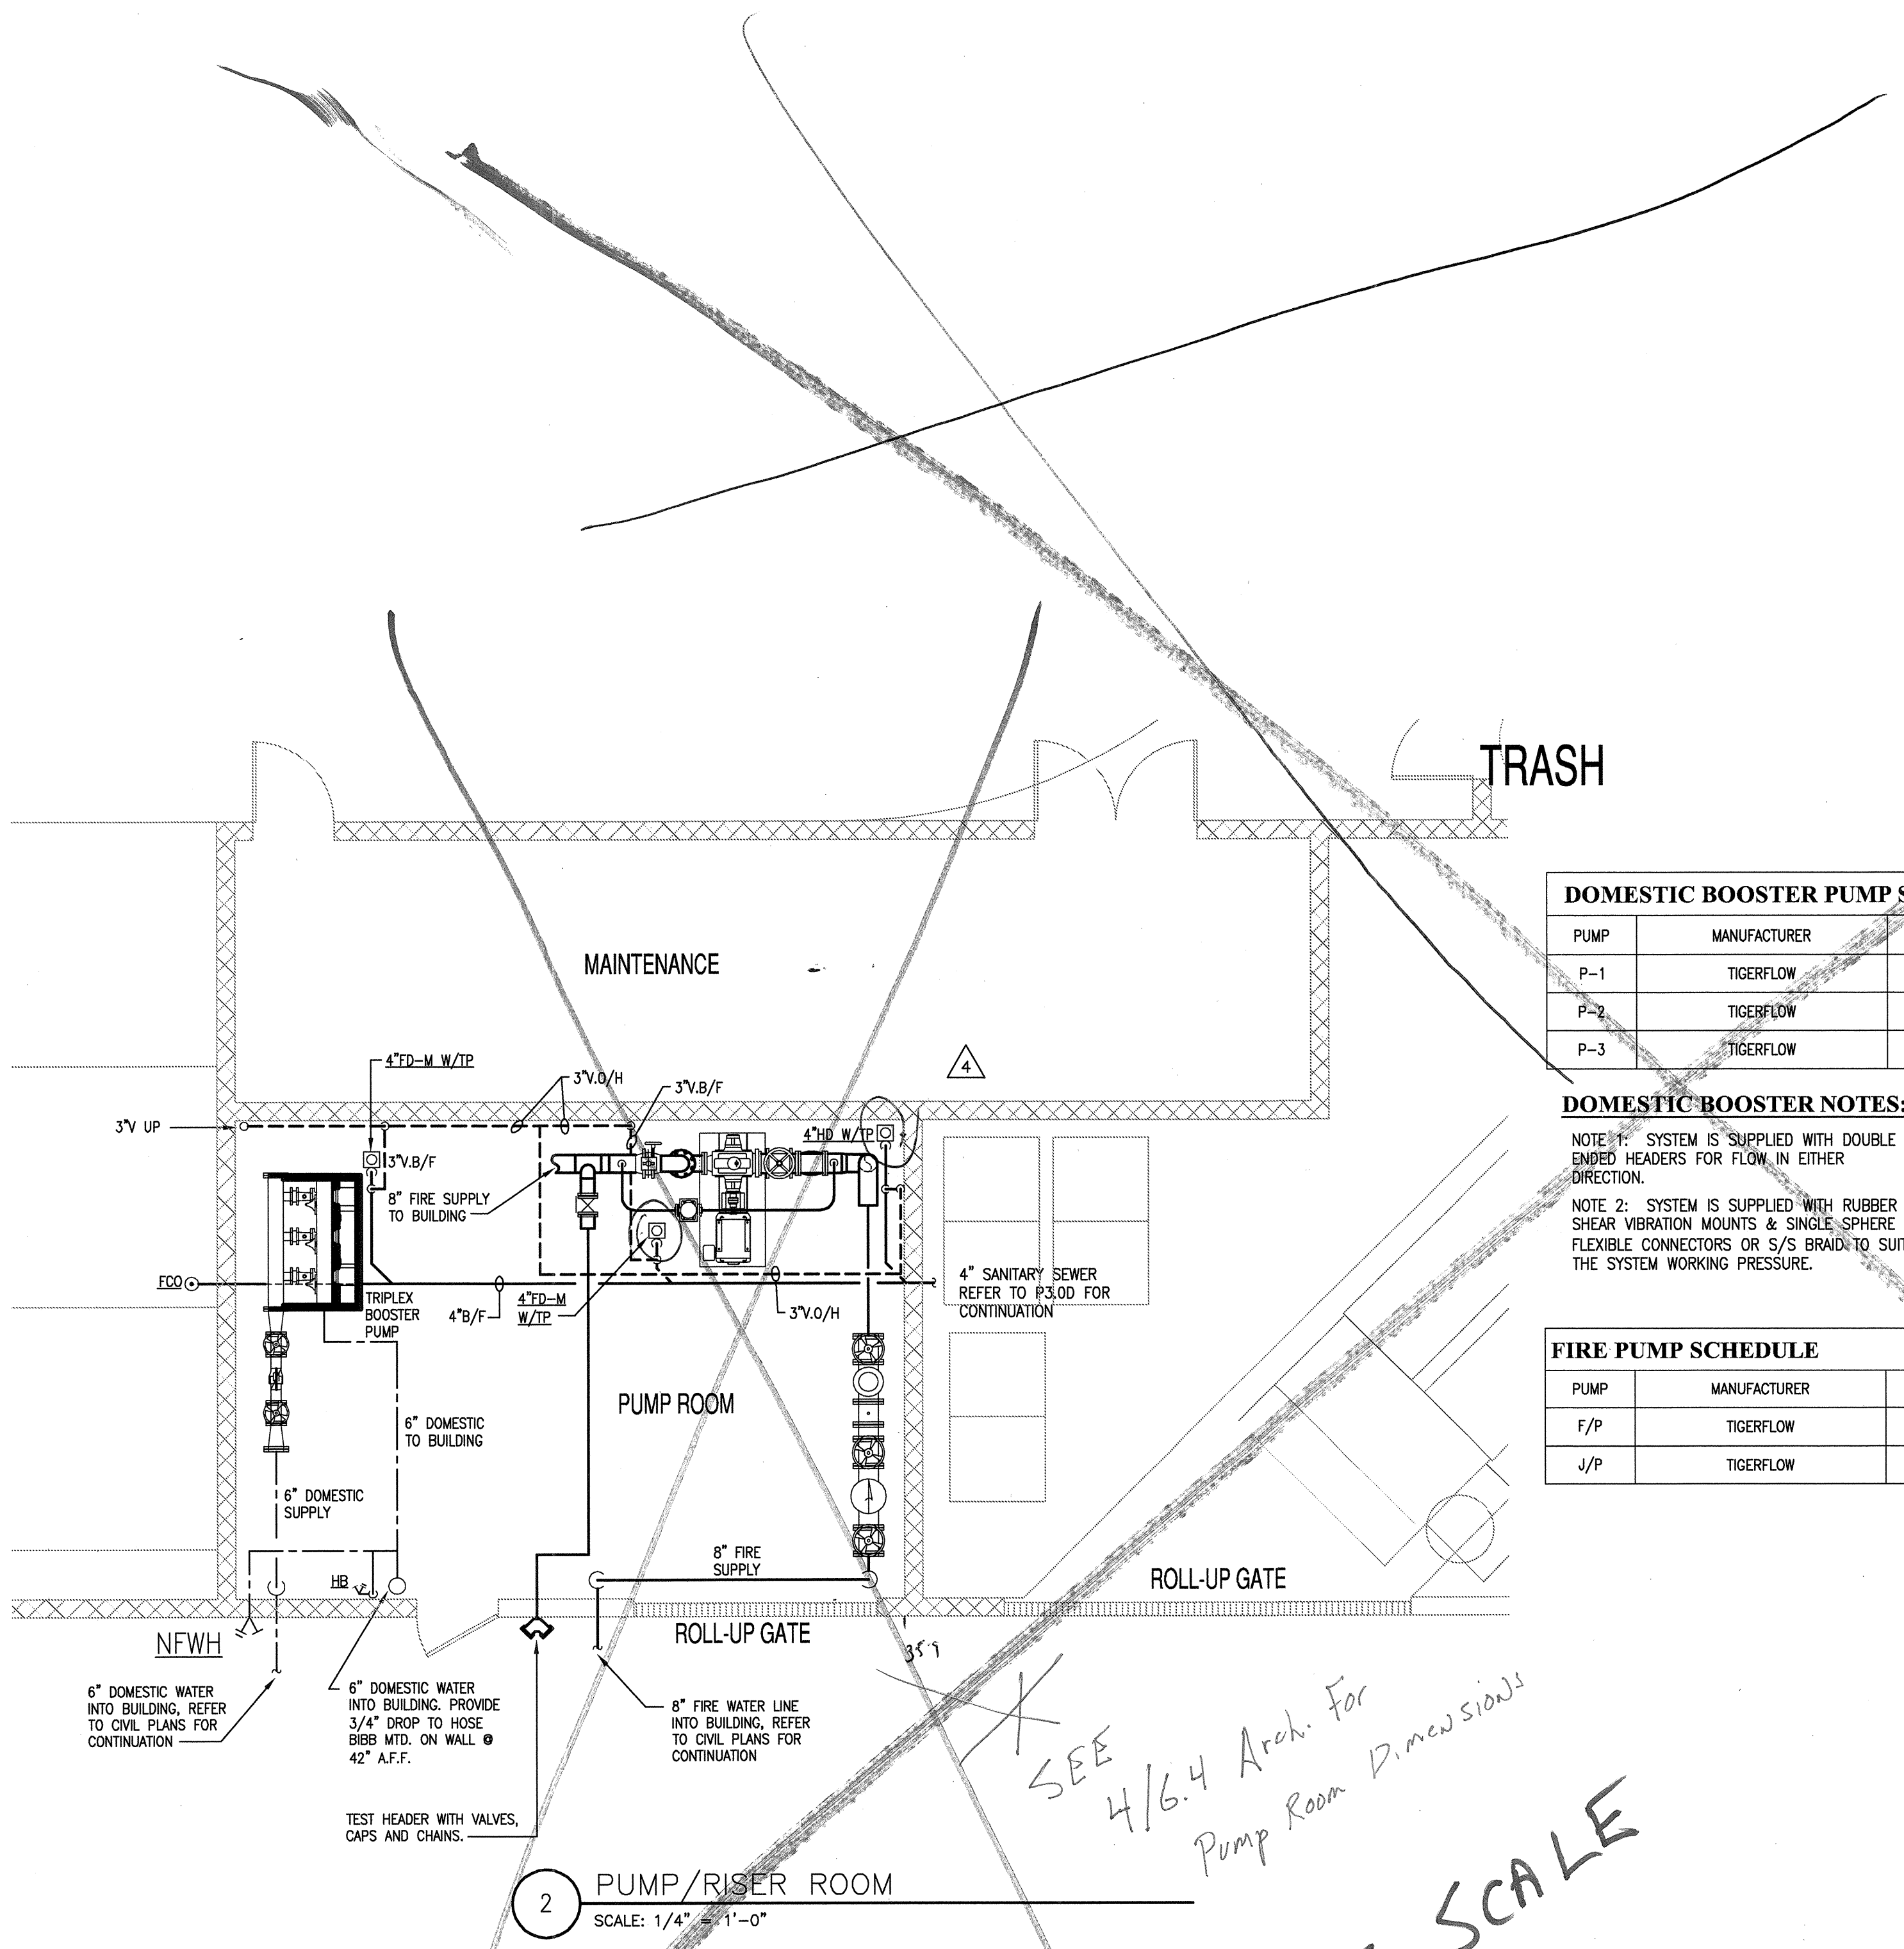 TRASH
MAINTENANCE
4
4"FD-M W/TP
3"V.O/H
3"V.B/F
3"V UP
4"HD W/TP
3"V.B/F
8" FIRE SUPPLY
TO BUILDING
FCO
TRIPLEX
BOOSTER
PUMP
4"B/F
4"FD-M
W/TP
3"V.O/H
4" SANITARY SEWER
REFER TO P3.0D FOR
CONTINUATION
PUMP ROOM
6" DOMESTIC
TO BUILDING
6" DOMESTIC
SUPPLY
8" FIRE
SUPPLY
HB
ROLL-UP GATE
NFWH
ROLL-UP GATE
35-9
6" DOMESTIC WATER
INTO BUILDING, REFER
TO CIVIL PLANS FOR
CONTINUATION
6" DOMESTIC WATER
INTO BUILDING. PROVIDE
3/4" DROP TO HOSE
BIBB MTD. ON WALL @
42" A.F.F.
8" FIRE WATER LINE
INTO BUILDING, REFER
TO CIVIL PLANS FOR
CONTINUATION
TEST HEADER WITH VALVES,
CAPS AND CHAINS.
SEE
4/6.4 Arch. For
Pump Room Dimensions
SCALE
2
PUMP/RISER ROOM
SCALE: 1/4" = 1'-0"
DOMESTIC BOOSTER PUMP S
PUMP MANUFACTURER
P-1 TIGERFLOW
P-2 TIGERFLOW
P-3 TIGERFLOW
DOMESTIC BOOSTER NOTES:
NOTE 1: SYSTEM IS SUPPLIED WITH DOUBLE
ENDED HEADERS FOR FLOW IN EITHER
DIRECTION.
NOTE 2: SYSTEM IS SUPPLIED WITH RUBBER
SHEAR VIBRATION MOUNTS & SINGLE SPHERE
FLEXIBLE CONNECTORS OR S/S BRAID TO SUIT
THE SYSTEM WORKING PRESSURE.
FIRE PUMP SCHEDULE
PUMP MANUFACTURER
F/P TIGERFLOW
J/P TIGERFLOW